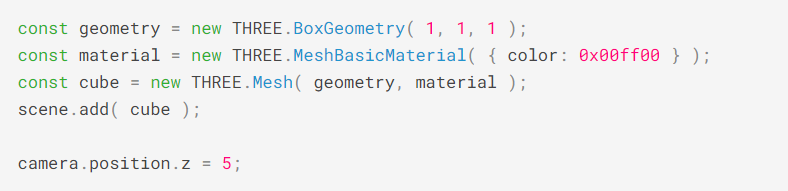 const geometry = new THREE.BoxGeometry( 1, 1, 1 );
const material = new THREE.MeshBasicMaterial( { color: 0x00ff00 } );
const cube = new THREE.Mesh( geometry, material );
scene.add( cube );

camera.position.z = 5;